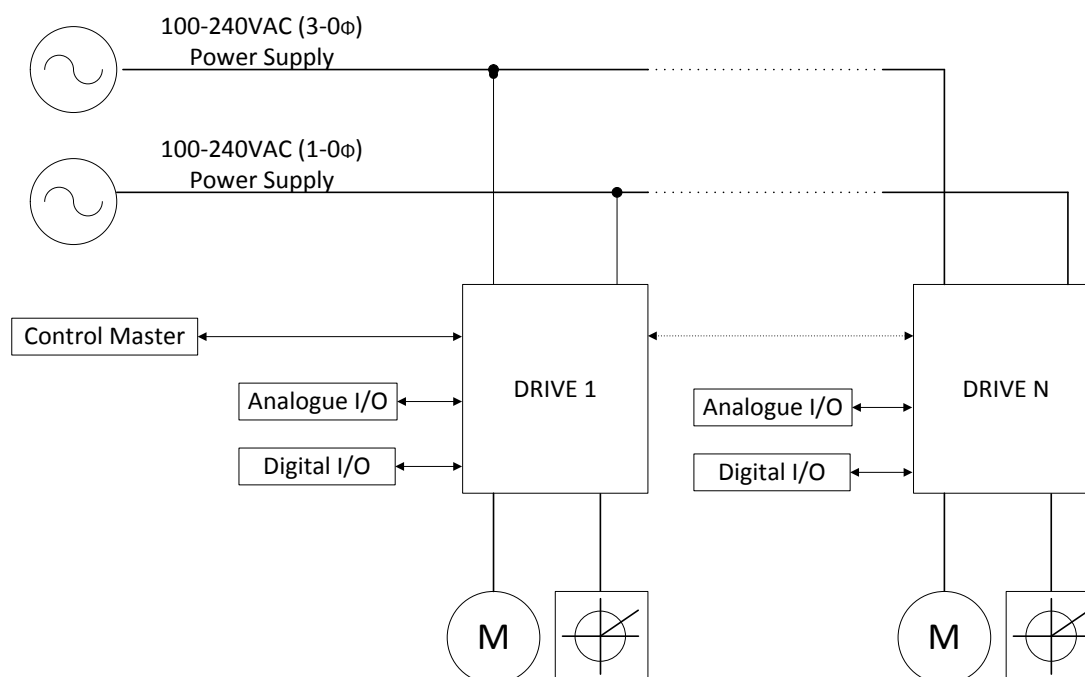 100-240VAC (3-0Φ)
Power Supply
100-240VAC (1-0Φ)
Power Supply
Control Master
Analogue I/O
Digital I/O
DRIVE 1
Analogue I/O
Digital I/O
DRIVE N
M
M